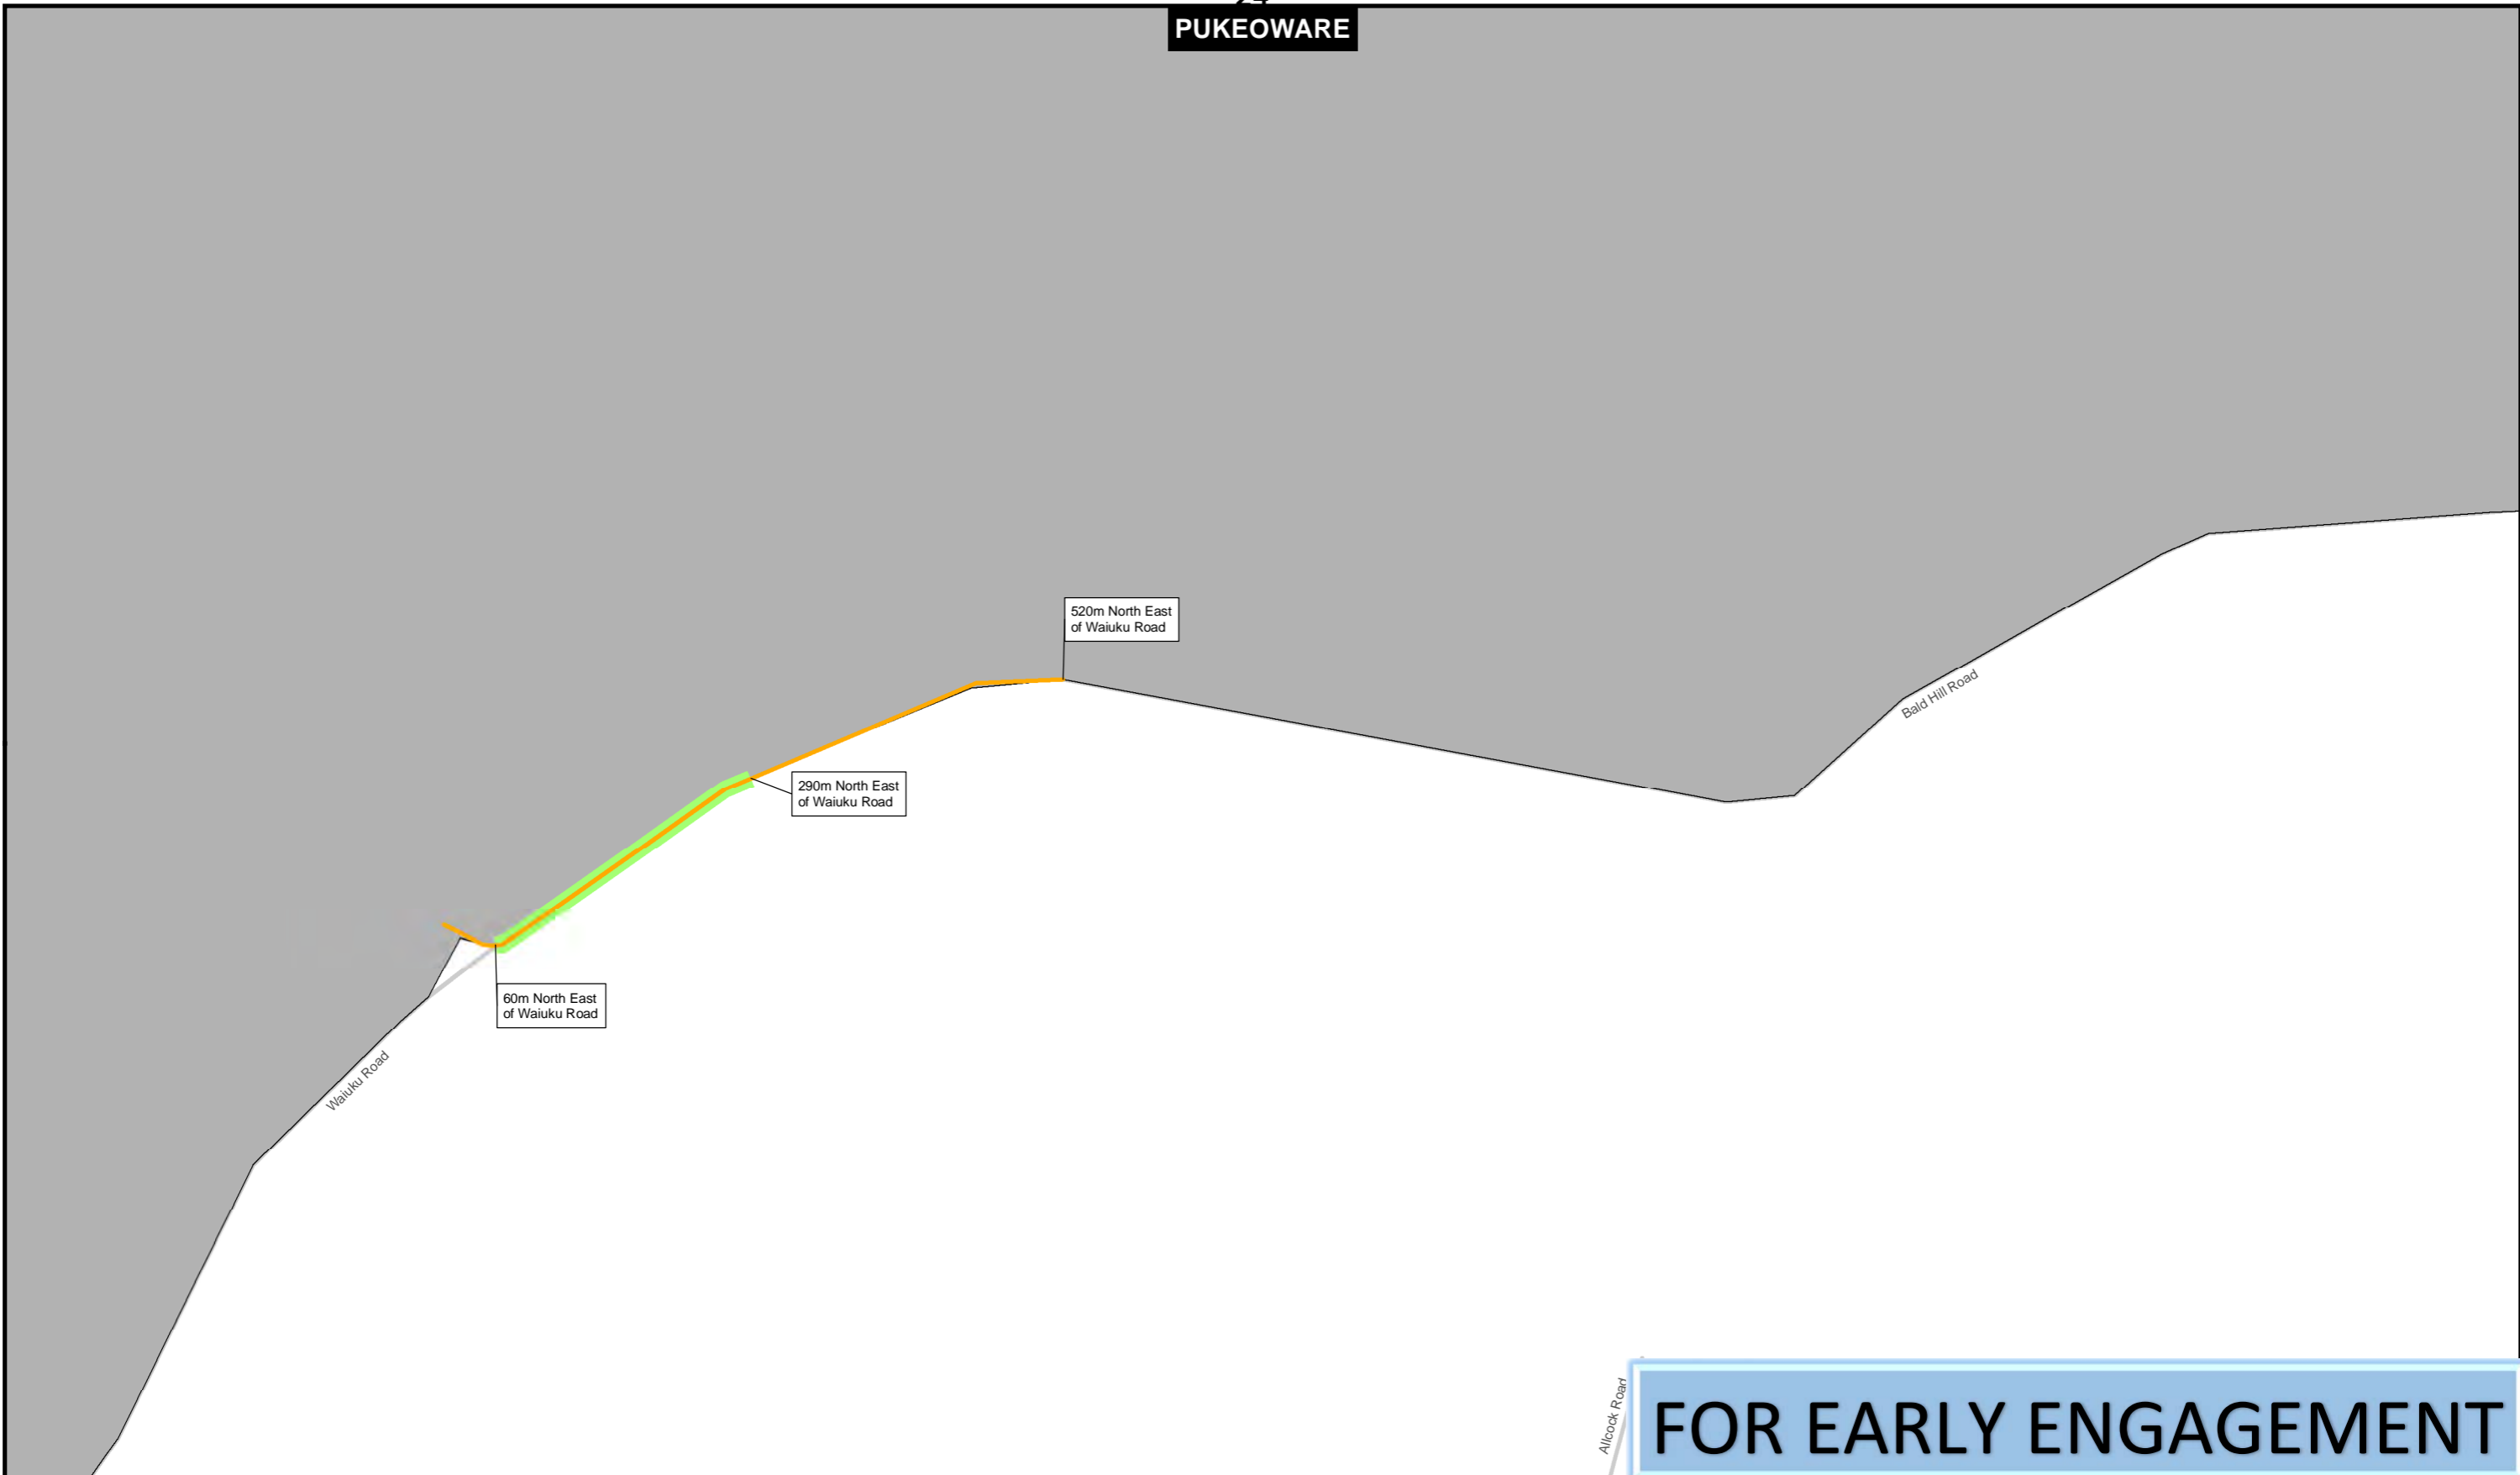 PUKEOWARE
520m North East
of Waiuku Road
Bald Hill Road
290m North East
of Waiuku Road
60m North East
of Waiuku Road
Waiuku Road
Allcock Road
FOR EARLY ENGAGEMENT